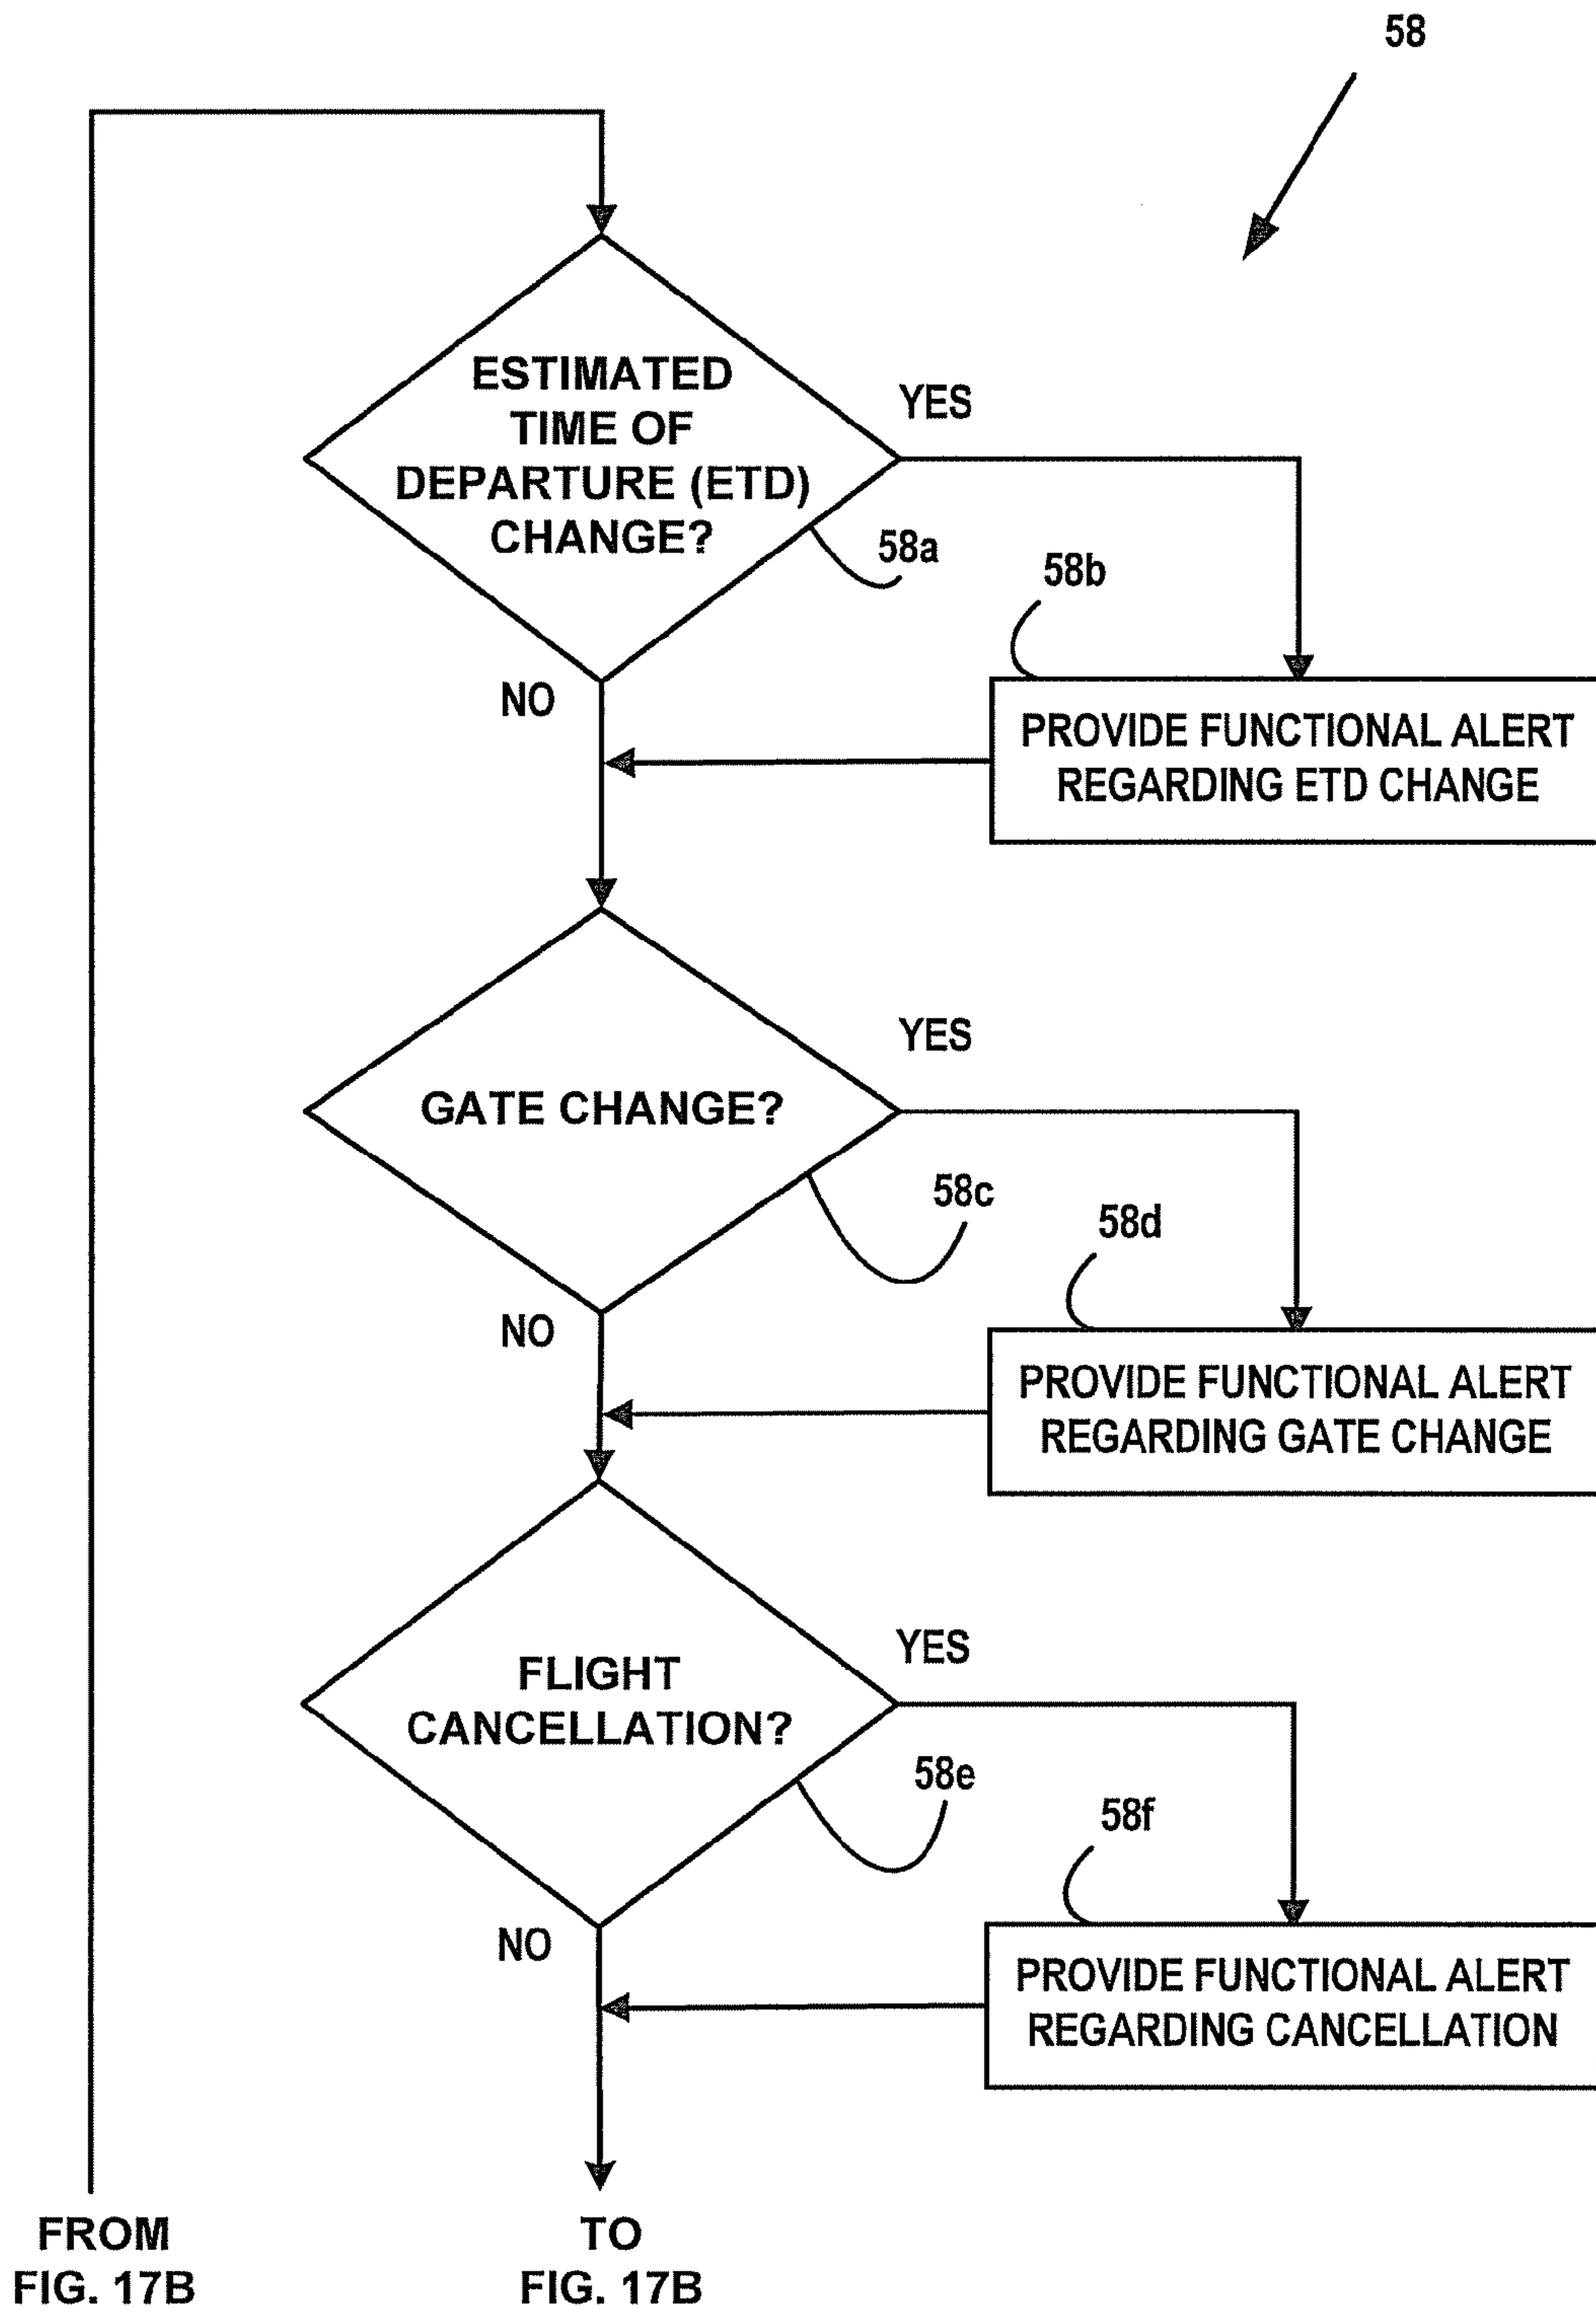 58
ESTIMATED
TIME OF
DEPARTURE (ETD)
CHANGE?
YES
58a
58b
NO
PROVIDE FUNCTIONAL ALERT
REGARDING ETD CHANGE
YES
GATE CHANGE?
58c
58d
NO
PROVIDE FUNCTIONAL ALERT
REGARDING GATE CHANGE
YES
FLIGHT
CANCELLATION?
58e
58f
NO
PROVIDE FUNCTIONAL ALERT
REGARDING CANCELLATION
FROM
FIG. 17B
TO
FIG. 17B